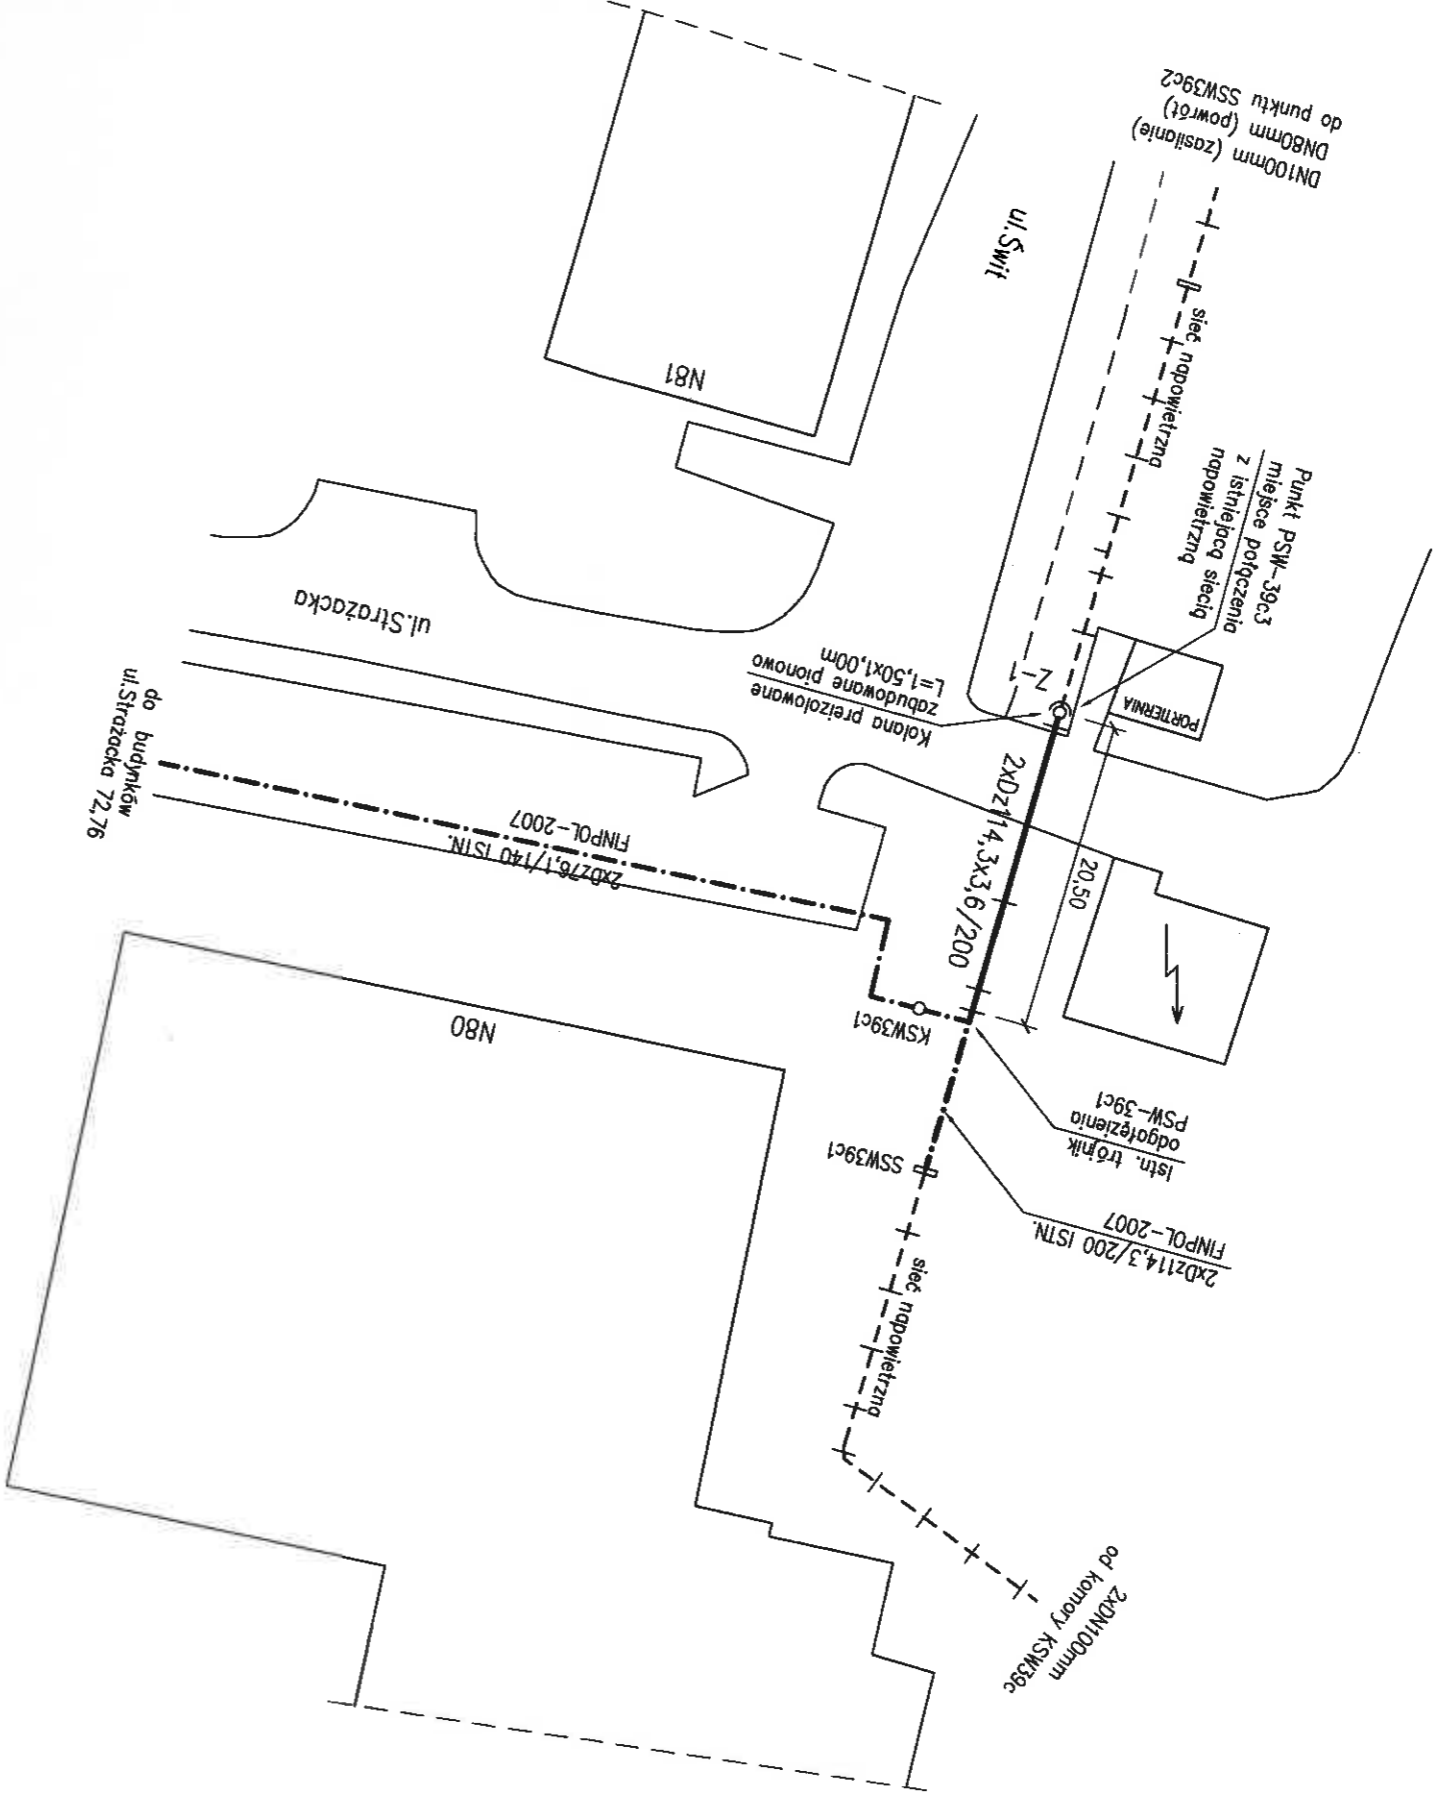 2xDN100mm
od komory KSW39c
sieć napowietrzna
2xDz114,3/200 ISTN.
FINPOL-2007
SSW39c1
Istn. trójnik
odgałęzienia
PSW-39c1
KSW39c1
N80
20,50
2xDz114,3x3,6/200
2xDz76,1/140 ISTN.
FINPOL-2007
do budynków
ul.Strażacka 72,76
PORTIERNIA
Kolana preizolowane
zabudowane pionowo
L=1,50x1,00m
Z-1
ul.Strażacka
Punkt PSW-39c3
miejsce połączenia
z istniejącą siecią
napowietrzną
N81
sieć napowietrzna
ul.Świt
DN100mm (zasilanie)
DN80mm (powrót)
do punktu SSW39c2